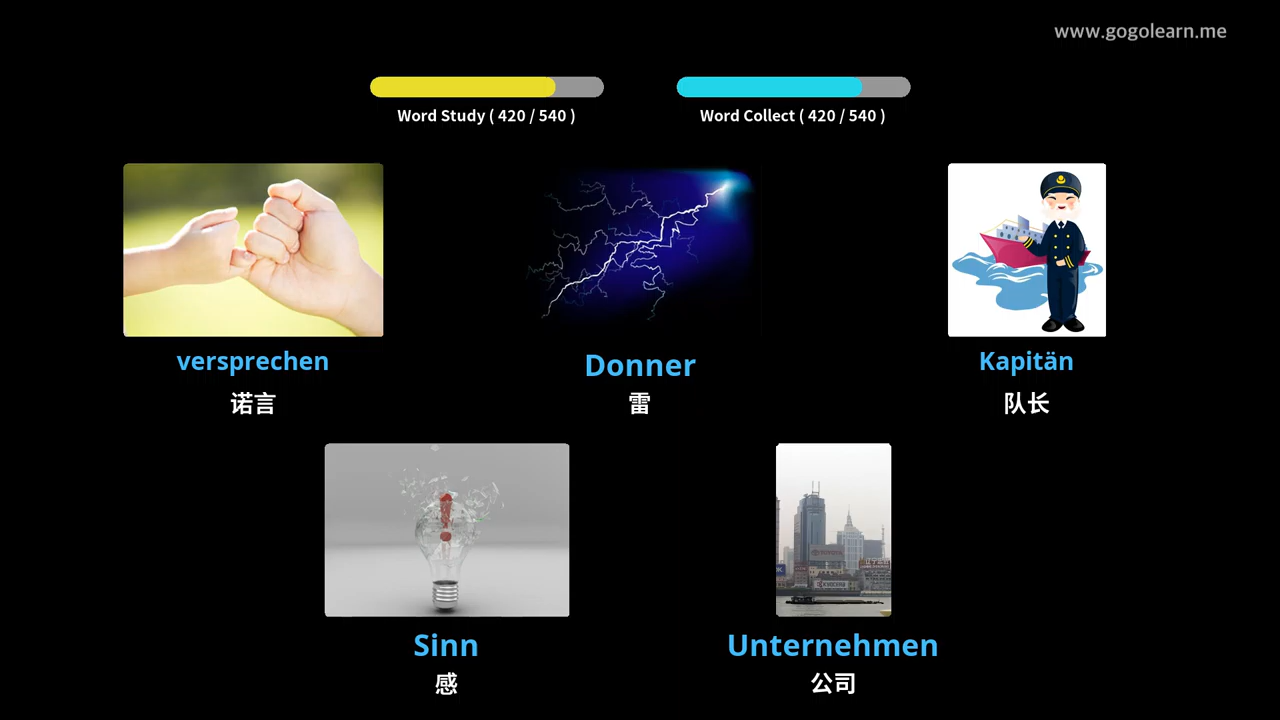 www.gogolearn.me
Word Study ( 420 / 540 )
Word Collect ( 420 / 540 )
versprechen
诺言
Donner
雷
Kapitän
队长
TOYOTA
Sinn
感
Unternehmen
公司